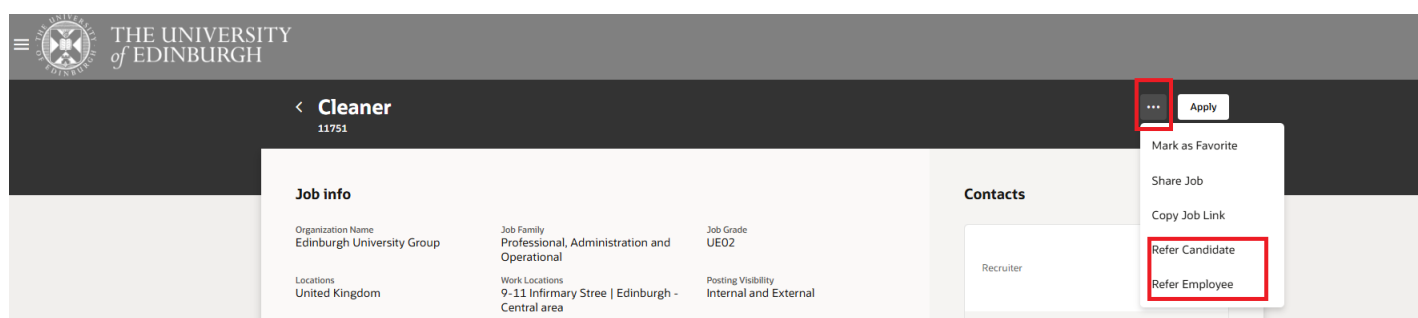 THE UNIVERSITY
of EDINBURGH
Cleaner
11751
...
Apply
Mark as Favorite
Share Job
Copy Job Link
Refer Candidate
Refer Employee
Job info
Organization Name
Edinburgh University Group
Job Family
Professional, Administration and
Operational
Job Grade
UE02
Locations
United Kingdom
Work Locations
9-11 Infirmary Stree | Edinburgh -
Central area
Posting Visibility
Internal and External
Contacts
Recruiter